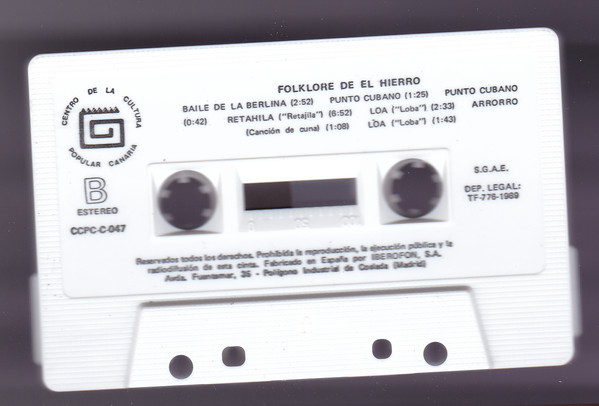 CENTRO DE LA CULTURA
POPULAR CANARIA
FOLKLORE DE EL HIERRO
BAILE DE LA BERLINA (2:52) PUNTO CUBANO (1:25) PUNTO CUBANO
(0:42) RETAHILA ("Retajila") (6:52) LOA ("Loba") (2:33) ARRORRO
(Canción de cuna) (1:08) LOA ("Loba") (1:43)
B
ESTEREO
CCPC-C-047
S.G.A.E.
DEP. LEGAL:
TF-776-1989
Reservados todos los derechos. Prohibida la reproducción, la ejecución pública y la
radiodifusión de esta cinta. Fabricado en España por IBEROFON, S.A.
Avda. Fuentemar, 35 - Polígono Industrial de Coslada (Madrid)
50